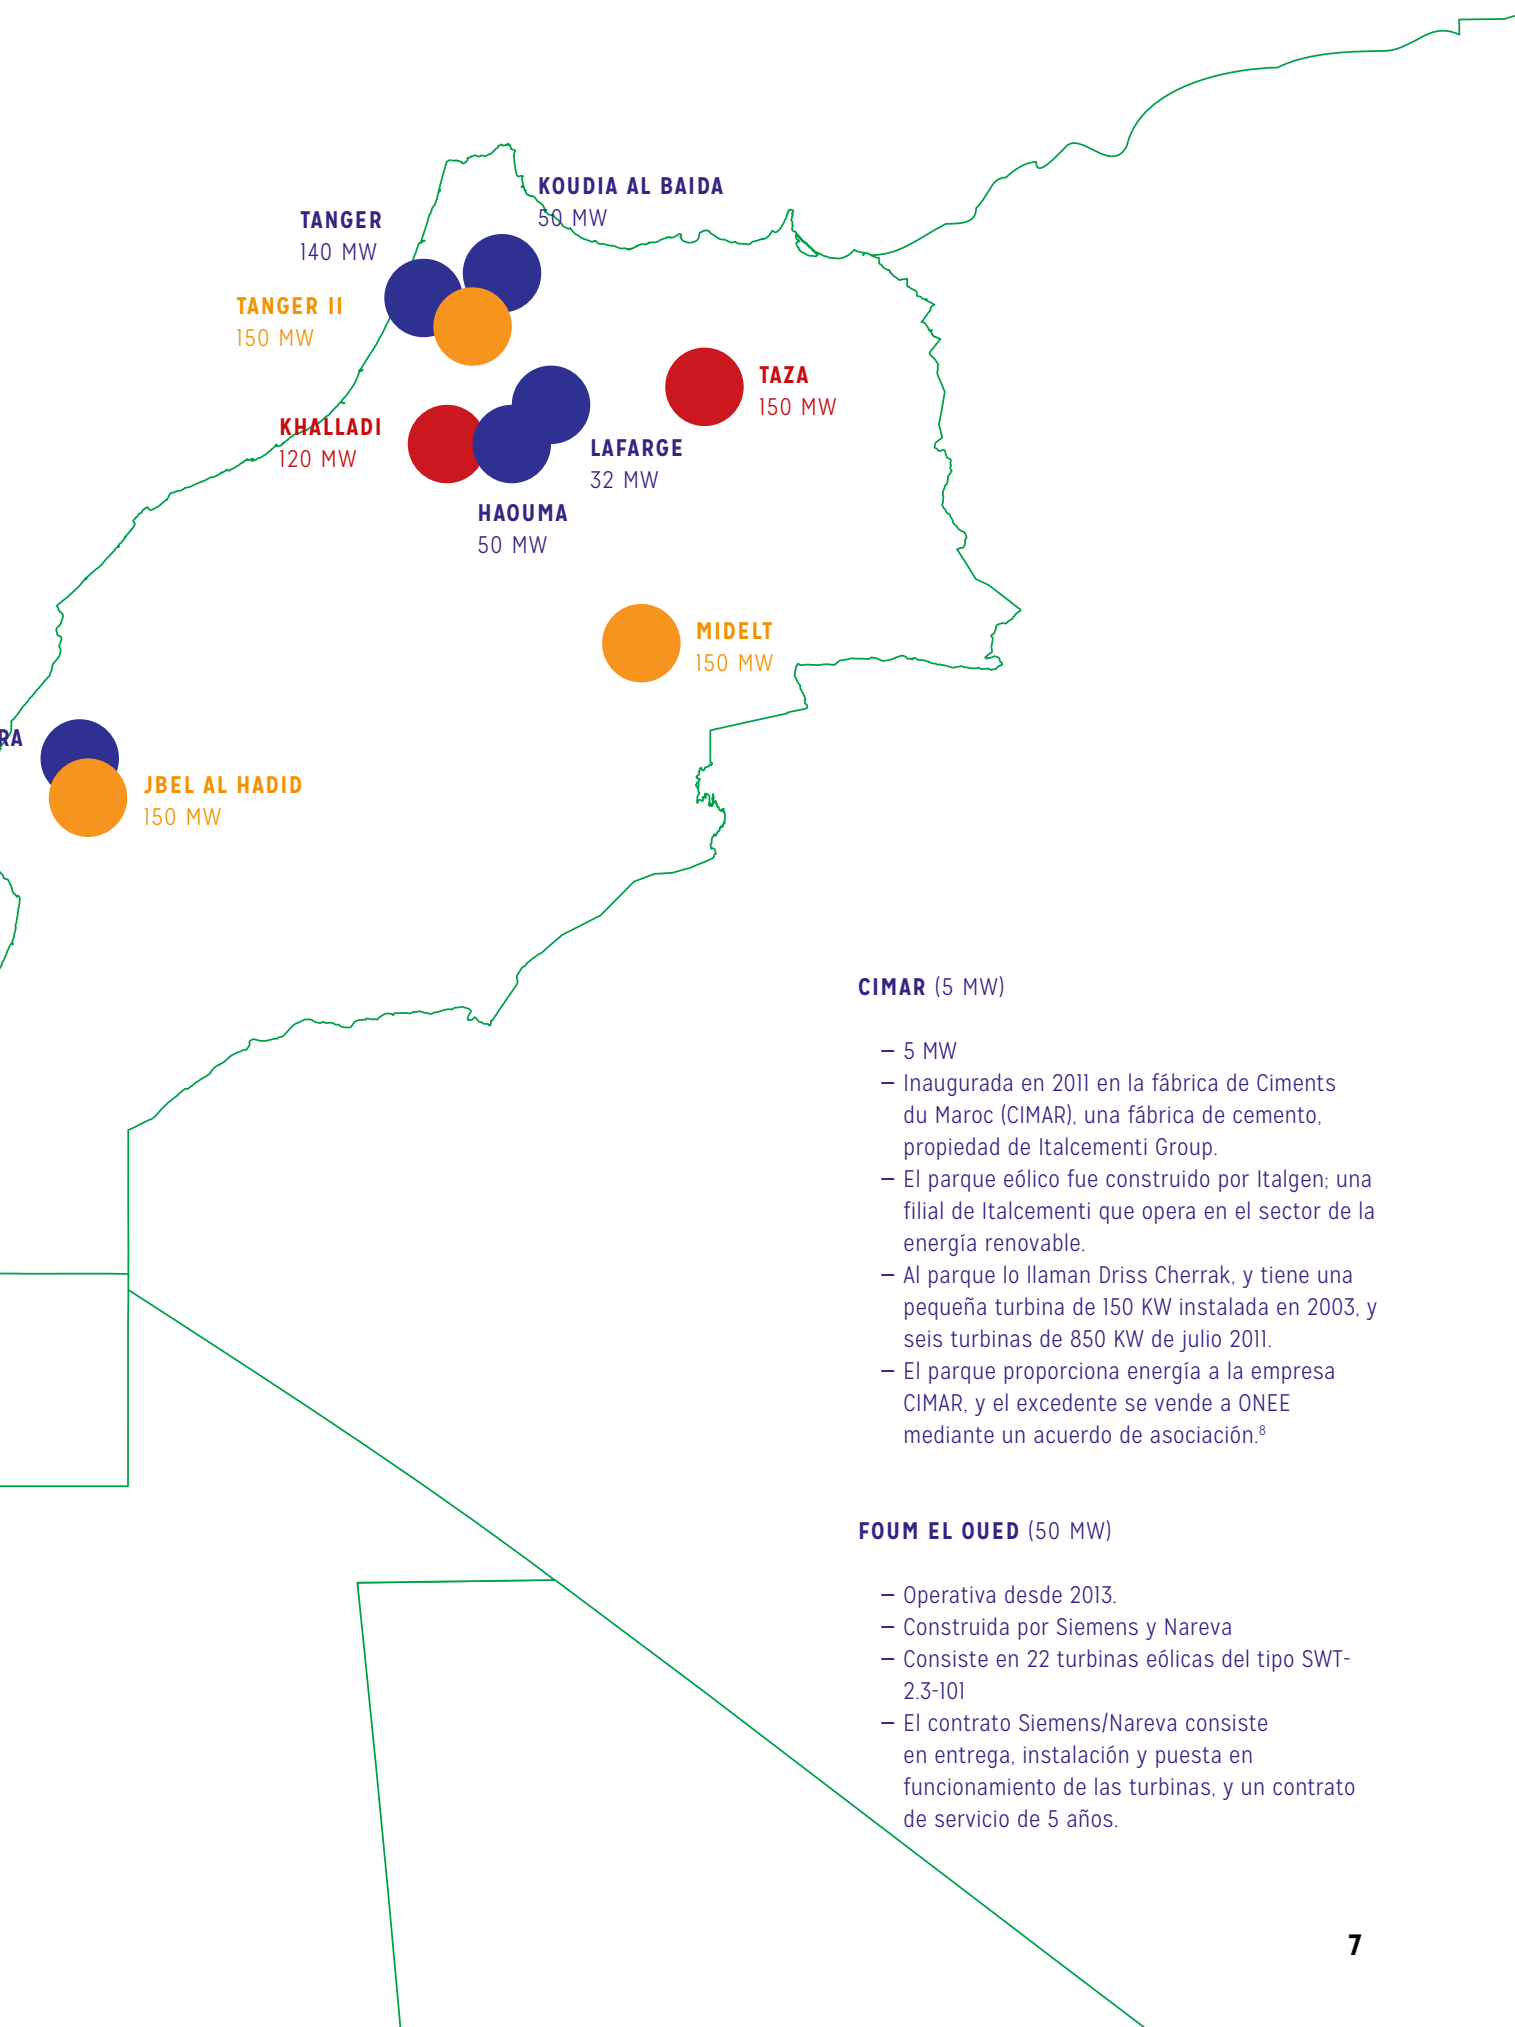 KOUDIA AL BAIDA
50 MW
TANGER
140 MW
TANGER II
150 MW
TAZA
150 MW
KHALLADI
120 MW
LAFARGE
32 MW
HAOUMA
50 MW
MIDELT
150 MW
RA
JBEL AL HADID
150 MW
CIMAR (5 MW)
— 5 MW
— Inaugurada en 2011 en la fábrica de Ciments
du Maroc (CIMAR), una fábrica de cemento,
propiedad de Italcementi Group.
— El parque eólico fue construido por Italgen; una
filial de Italcementi que opera en el sector de la
energía renovable.
— Al parque lo llaman Driss Cherrak, y tiene una
pequeña turbina de 150 KW instalada en 2003, y
seis turbinas de 850 KW de julio 2011.
— El parque proporciona energía a la empresa
CIMAR, y el excedente se vende a ONEE
mediante un acuerdo de asociación.8
FOUM EL OUED (50 MW)
— Operativa desde 2013.
— Construida por Siemens y Nareva
— Consiste en 22 turbinas eólicas del tipo SWT-
2.3-101
— El contrato Siemens/Nareva consiste
en entrega, instalación y puesta en
funcionamiento de las turbinas, y un contrato
de servicio de 5 años.
7